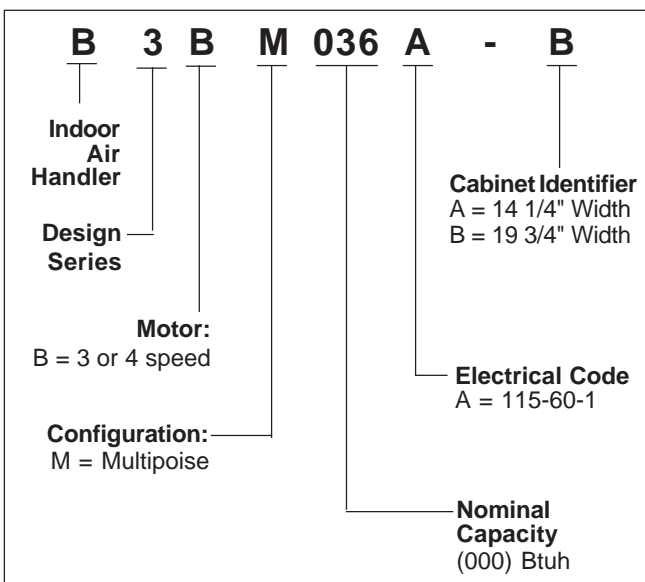 B 3 B M 036 A - B
Indoor
Air
Handler
Cabinet Identifier
A = 14 1/4" Width
B = 19 3/4" Width
Design
Series
Motor:
B = 3 or 4 speed
Electrical Code
A = 115-60-1
Configuration:
M = Multipoise
Nominal
Capacity
(000) Btuh